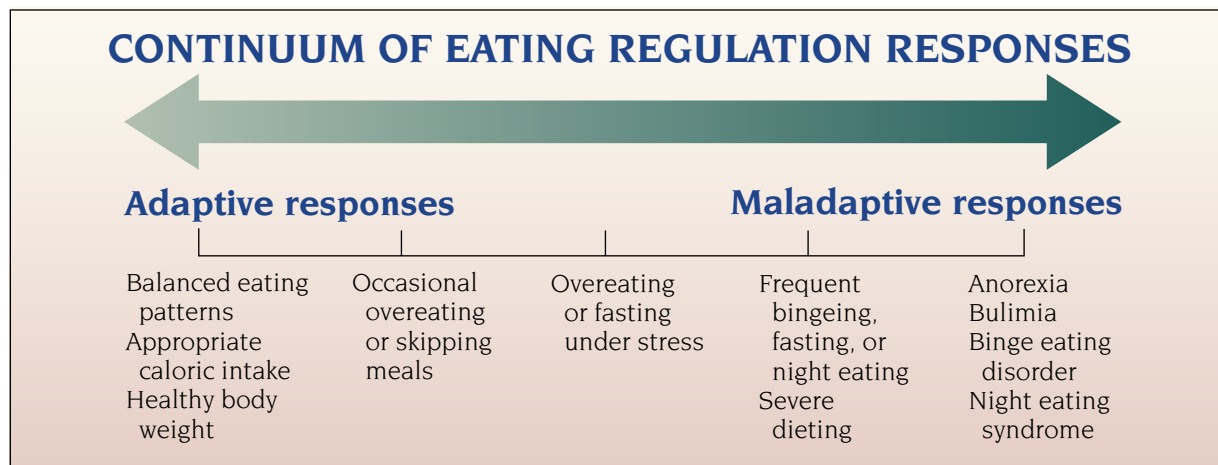 CONTINUUM OF EATING REGULATION RESPONSES
Adaptive responses
Maladaptive responses
Balanced eating
patterns
Appropriate
caloric intake
Healthy body
weight
Occasional
overeating
or skipping
meals
Overeating
or fasting
under stress
Frequent
bingeing,
fasting, or
night eating
Severe
dieting
Anorexia
Bulimia
Binge eating
disorder
Night eating
syndrome